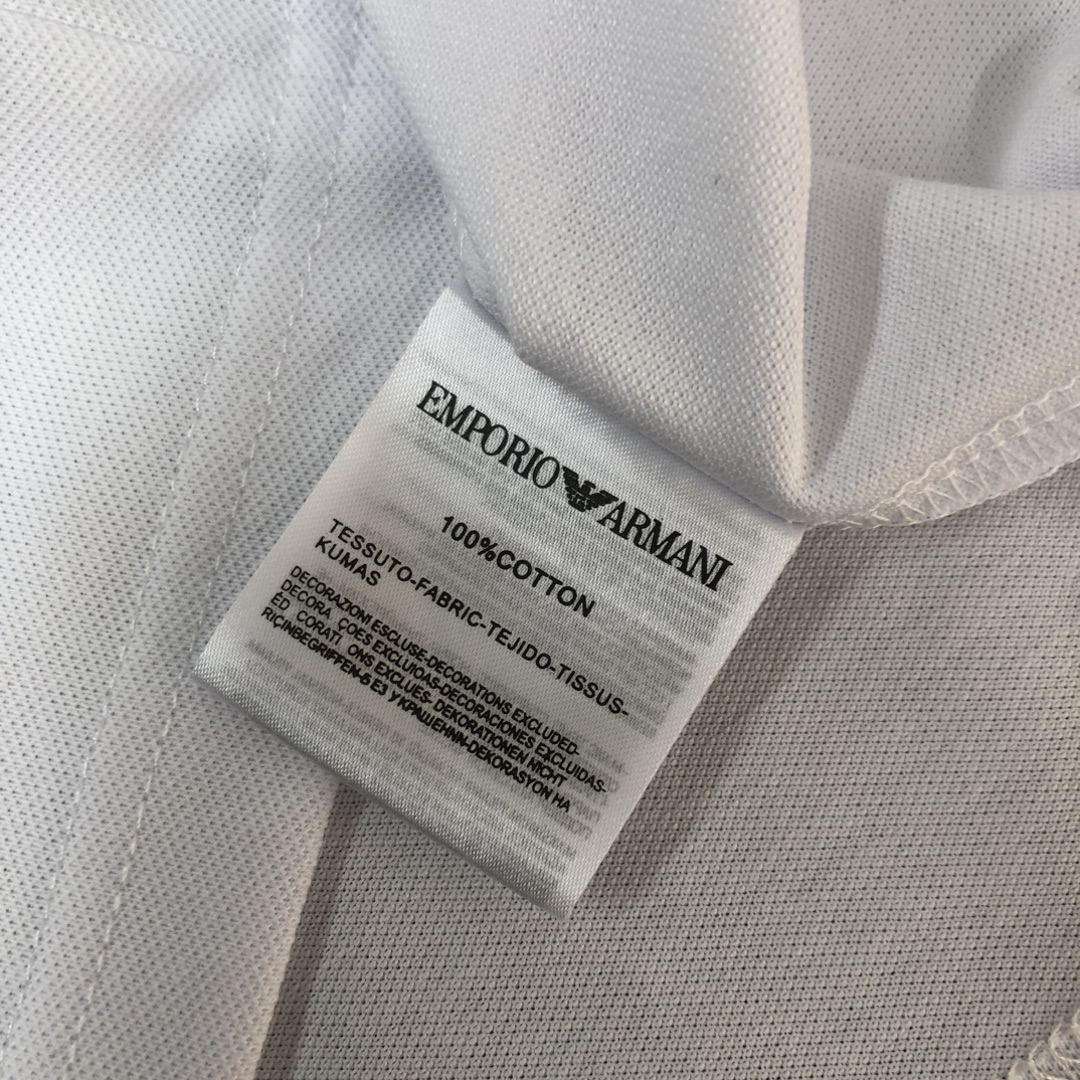 EMPORIO ARMANI
100%COTTON
TESSUTO-FABRIC-TEJIDO-TISSUS-
KUMAS
DECORAZIONI ESCLUSE-DECORATIONS EXCLUDED-
DECORA ÇOES EXCLUIOAS-DECORACIONES EXCLUIDAS-
ÉD CORATI ONS EXCLUES- DEKORATIONEN NICHT
RIÇINBEGRIFFEN-Б ЕЗ УКРАШЕНNN-DEKORASYON HA